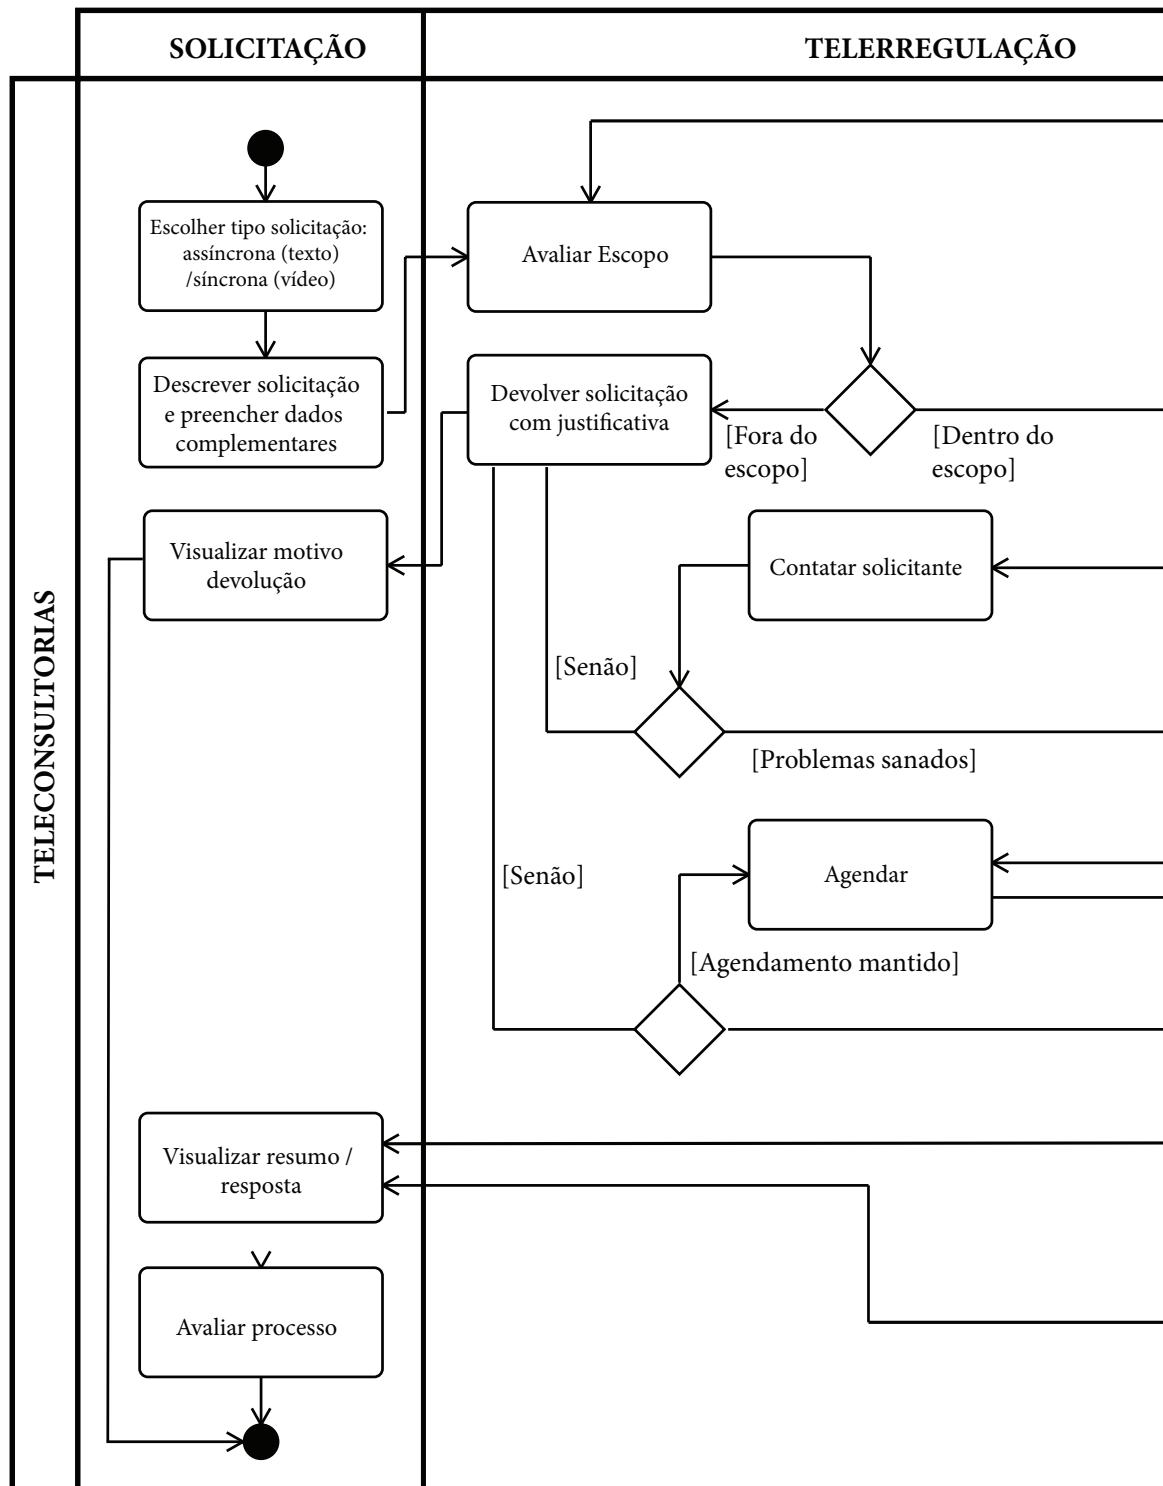 SOLICITAÇÃO
TELERREGULAÇÃO
TELECONSULTORIAS
Escolher tipo solicitação:
assíncrona (texto)
/síncrona (vídeo)
Avaliar Escopo
Descrever solicitação
e preencher dados
complementares
Devolver solicitação
com justificativa
[Fora do
escopo]
[Dentro do
escopo]
Visualizar motivo
devolução
Contatar solicitante
[Senão]
[Problemas sanados]
[Senão]
Agendar
[Agendamento mantido]
Visualizar resumo /
resposta
Avaliar processo